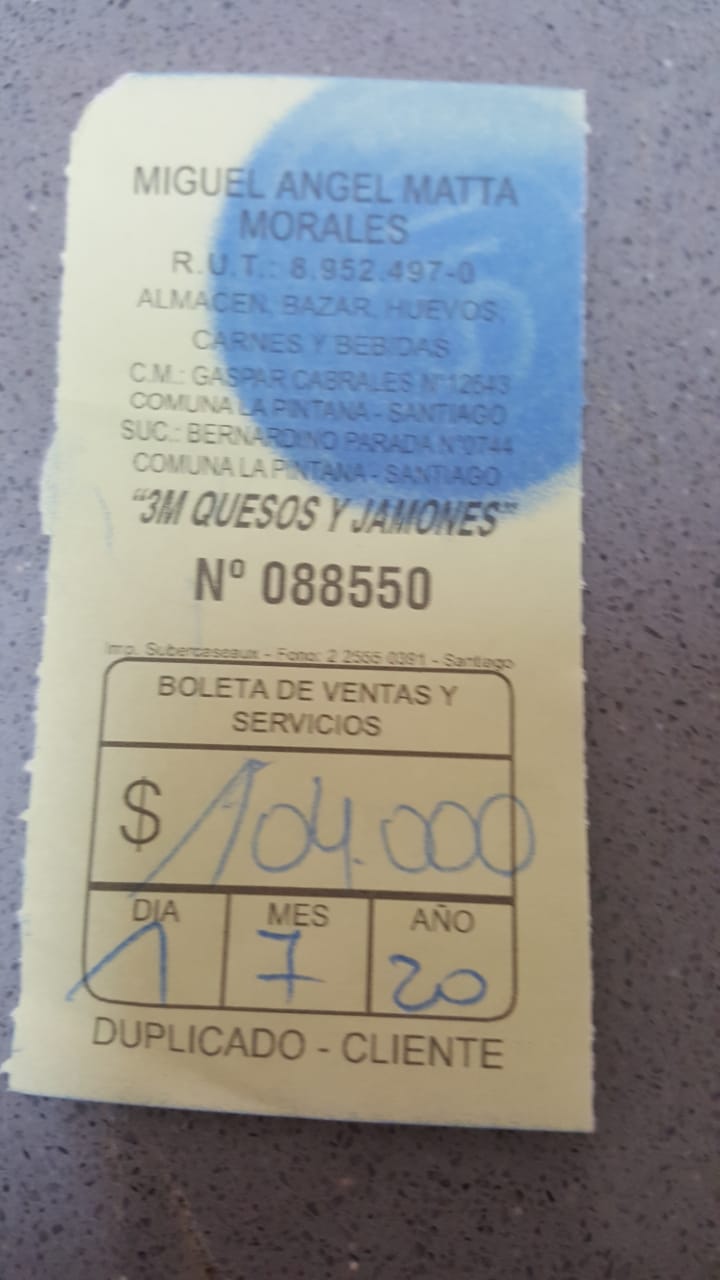 MIGUEL ANGEL MATTA
MORALES
R.U.T.: 8.952.497-0
ALMACEN, BAZAR, HUEVOS,
CARNES Y BEBIDAS
C.M.: GASPAR CABRALES N°12643
COMUNA LA PINTANA - SANTIAGO
SUC.: BERNARDINO PARADA N°0744
COMUNA LA PINTANA - SANTIAGO
"3M QUESOS Y JAMONES"
Nº 088550
Imp. Subercaseaux - Fono: 2 2555 0391 - Santiago
BOLETA DE VENTAS Y
SERVICIOS
$ 104.000
DIA MES AÑO
1 7 20
DUPLICADO - CLIENTE